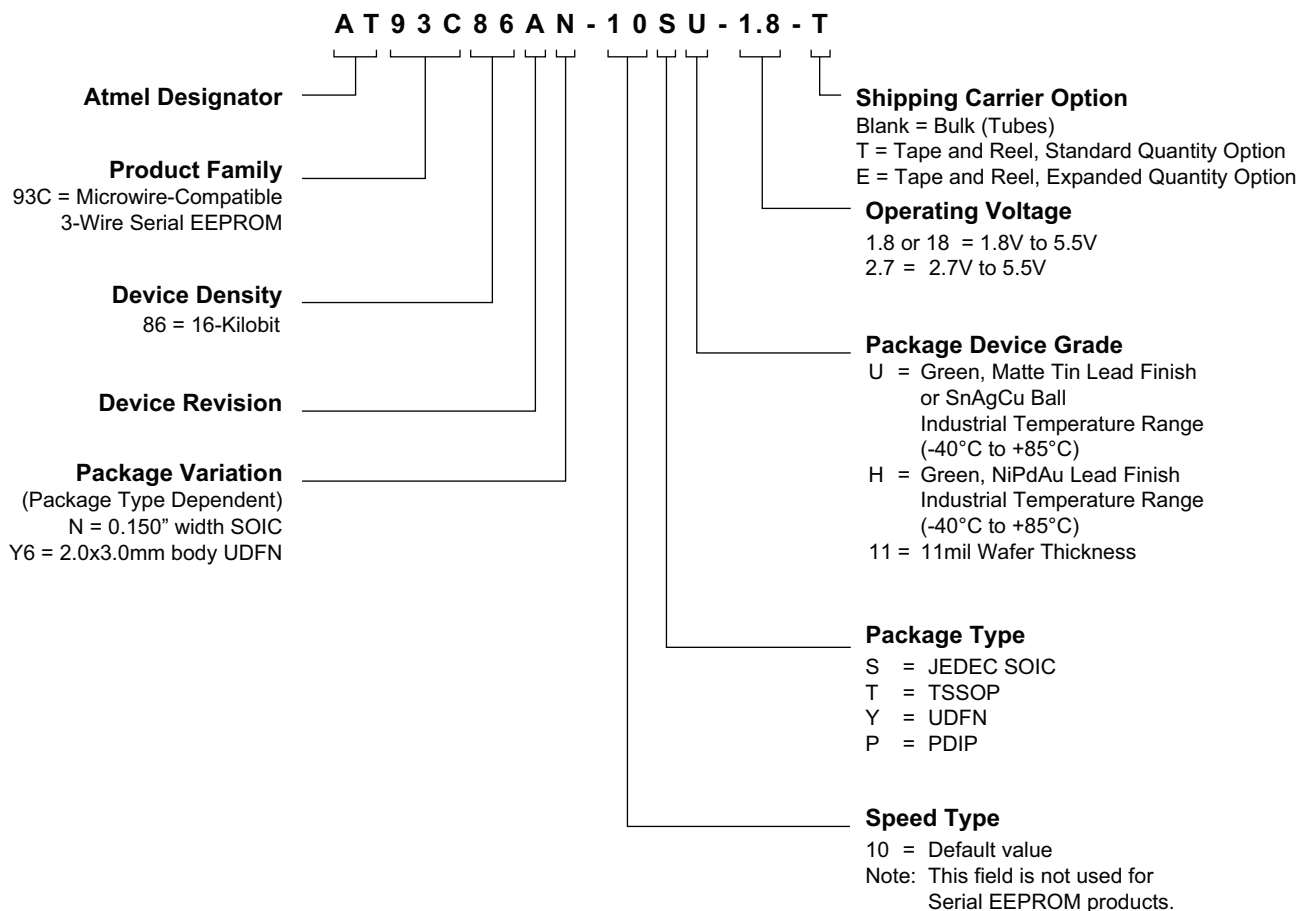 AT93C86AN-10SU-1.8-T
Atmel Designator
Product Family
93C = Microwire-Compatible
3-Wire Serial EEPROM
Device Density
86 = 16-Kilobit
Device Revision
Package Variation
(Package Type Dependent)
N = 0.150” width SOIC
Y6 = 2.0x3.0mm body UDFN
Shipping Carrier Option
Blank = Bulk (Tubes)
T = Tape and Reel, Standard Quantity Option
E = Tape and Reel, Expanded Quantity Option
Operating Voltage
1.8 or 18 = 1.8V to 5.5V
2.7 = 2.7V to 5.5V
Package Device Grade
U = Green, Matte Tin Lead Finish
or SnAgCu Ball
Industrial Temperature Range
(-40°C to +85°C)
H = Green, NiPdAu Lead Finish
Industrial Temperature Range
(-40°C to +85°C)
11 = 11mil Wafer Thickness
Package Type
S = JEDEC SOIC
T = TSSOP
Y = UDFN
P = PDIP
Speed Type
10 = Default value
Note: This field is not used for
Serial EEPROM products.